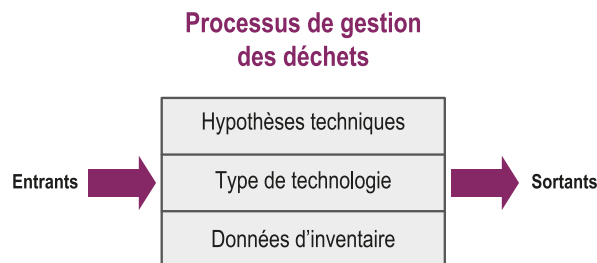 Processus de gestion
des déchets
Hypothèses techniques
Entrants
Type de technologie
Sortants
Données d'inventaire